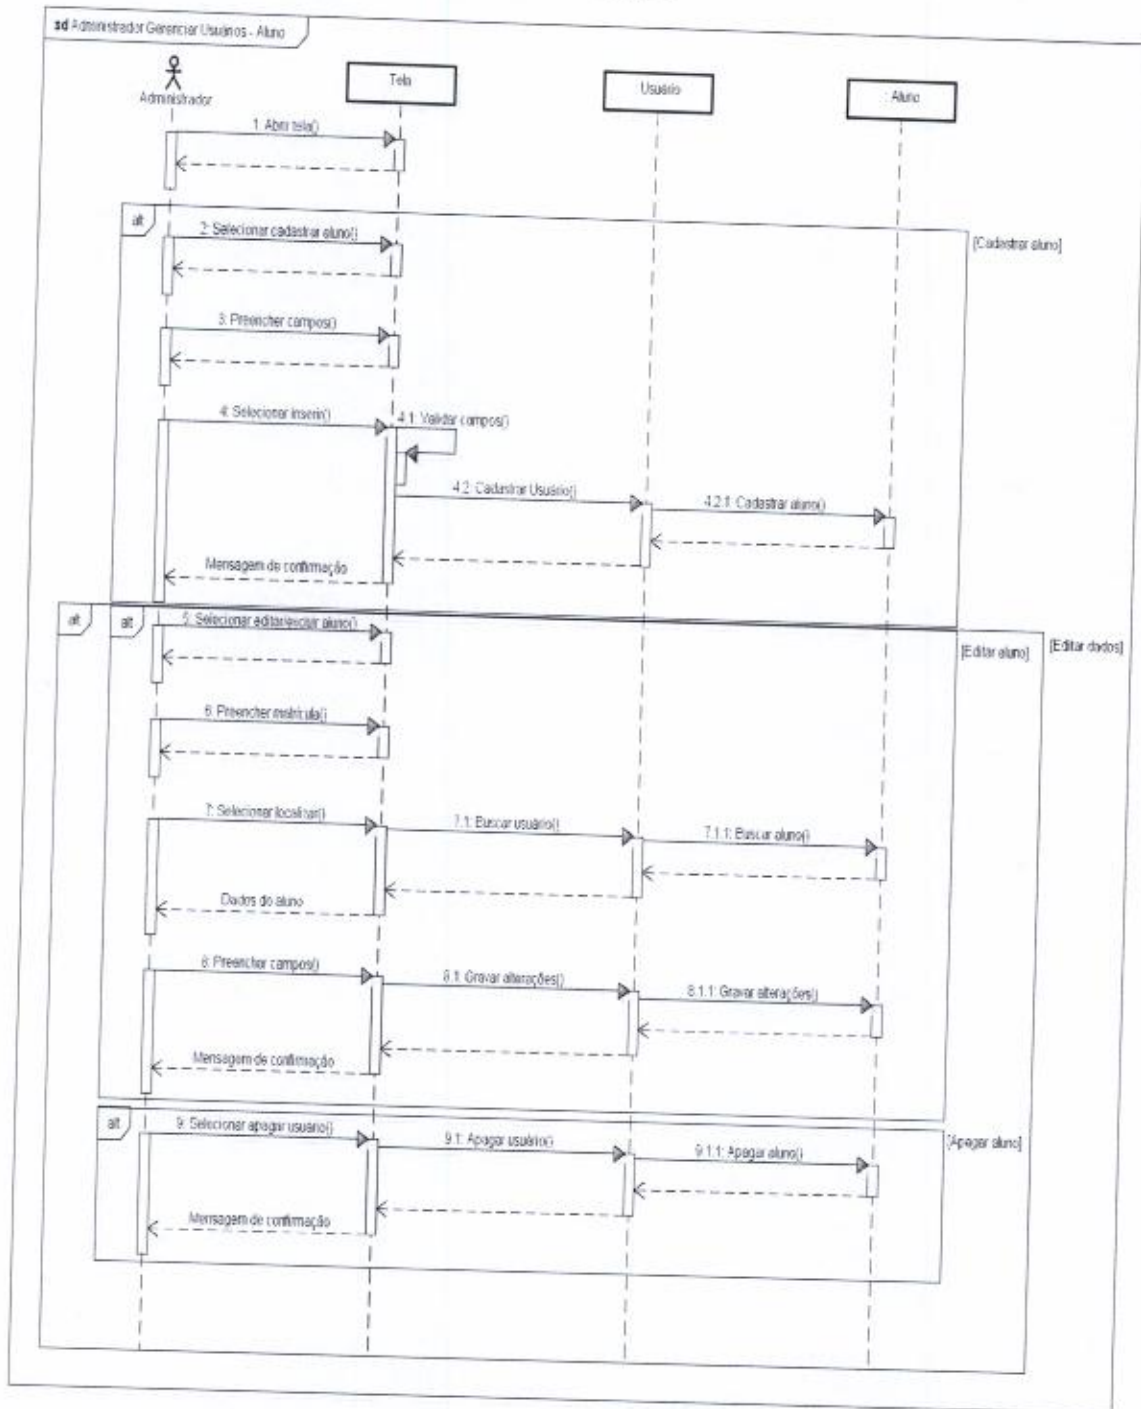 sd Administrador Gerenciar Usuários - Aluno
Administrador
Tela
Usuário
: Aluno
1: Abrir tela()
alt
[Cadastrar aluno]
2: Selecionar cadastrar aluno()
3: Preencher campos()
4: Selecionar inserir()
4.1: Validar campos()
4.2: Cadastrar Usuário()
4.2.1: Cadastrar aluno()
Mensagem de confirmação
alt
alt
[Editar aluno]
[Editar dados]
5: Selecionar editar/excluir aluno()
6: Preencher matrícula()
7: Selecionar localizar()
7.1: Buscar usuário()
7.1.1: Buscar aluno()
Dados do aluno
8: Preencher campos()
8.1: Gravar alterações()
8.1.1: Gravar alterações()
Mensagem de confirmação
alt
[Apagar aluno]
9: Selecionar apagar usuário()
9.1: Apagar usuário()
9.1.1: Apagar aluno()
Mensagem de confirmação